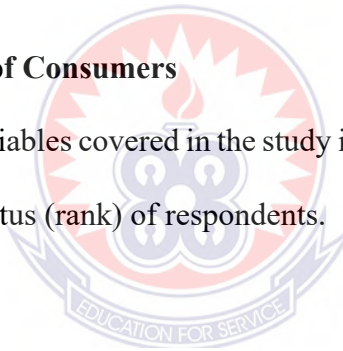 of Consumers
iables covered in the study i
tus (rank) of respondents.
EDUCATION FOR SERVICE